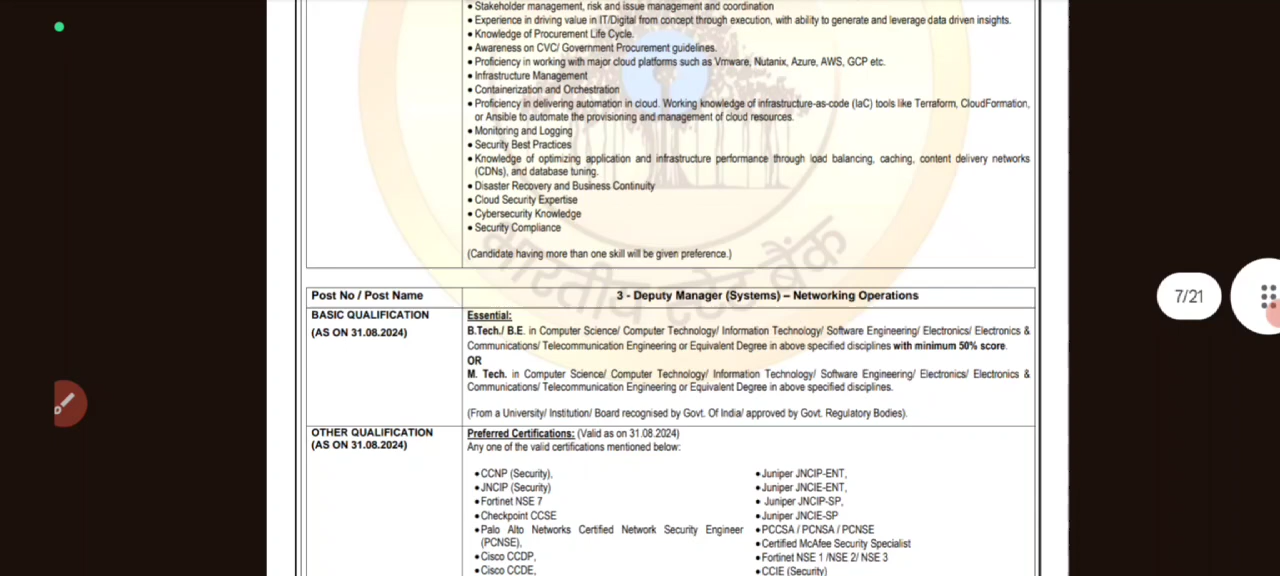 • Stakeholder management, risk and issue management and coordination
• Experience in driving value in IT/Digital from concept through execution, with ability to generate and leverage data driven insights.
• Knowledge of Procurement Life Cycle.
• Awareness on CVC/ Government Procurement guidelines.
• Proficiency in working with major cloud platforms such as Vmware, Nutanix, Azure, AWS, GCP etc.
• Infrastructure Management
• Containerization and Orchestration
• Proficiency in delivering automation in cloud. Working knowledge of infrastructure-as-code (IaC) tools like Terraform, CloudFormation,
or Ansible to automate the provisioning and management of cloud resources.
• Monitoring and Logging
• Security Best Practices
• Knowledge of optimizing application and infrastructure performance through load balancing, caching, content delivery networks
(CDNs), and database tuning.
• Disaster Recovery and Business Continuity
• Cloud Security Expertise
• Cybersecurity Knowledge
• Security Compliance
(Candidate having more than one skill will be given preference.)
भारतीय स्टेट बैंक
7/21
Post No / Post Name 3 - Deputy Manager (Systems) – Networking Operations
BASIC QUALIFICATION
(AS ON 31.08.2024)
Essential:
B.Tech./ B.E. in Computer Science/ Computer Technology/ Information Technology/ Software Engineering/ Electronics/ Electronics &
Communications/ Telecommunication Engineering or Equivalent Degree in above specified disciplines with minimum 50% score.
OR
M. Tech. in Computer Science/ Computer Technology/ Information Technology/ Software Engineering/ Electronics/ Electronics &
Communications/ Telecommunication Engineering or Equivalent Degree in above specified disciplines.
(From a University/ Institution/ Board recognised by Govt. Of India/ approved by Govt. Regulatory Bodies).
OTHER QUALIFICATION
(AS ON 31.08.2024)
Preferred Certifications: (Valid as on 31.08.2024)
Any one of the valid certifications mentioned below:
• CCNP (Security),
• JNCIP (Security)
• Fortinet NSE 7
• Checkpoint CCSE
• Palo Alto Networks Certified Network Security Engineer
(PCNSE),
• Cisco CCDP,
• Cisco CCDE,
• Juniper JNCIP-ENT,
• Juniper JNCIE-ENT,
• Juniper JNCIP-SP,
• Juniper JNCIE-SP
• PCCSA / PCNSA / PCNSE
• Certified McAfee Security Specialist
• Fortinet NSE 1 /NSE 2/ NSE 3
• CCIE (Security)